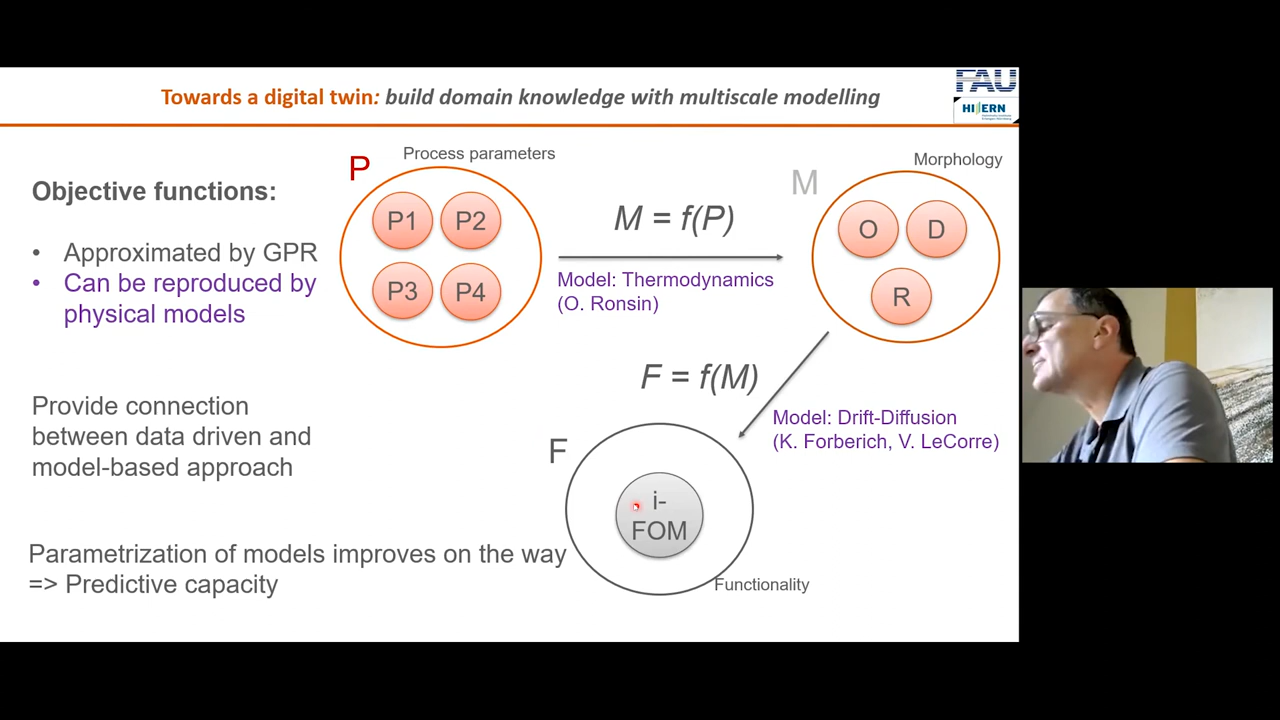 Towards a digital twin: build domain knowledge with multiscale modelling
FAU
HI ERN
Objective functions:
• Approximated by GPR
• Can be reproduced by
physical models
Provide connection
between data driven and
model-based approach
Parametrization of models improves on the way
=> Predictive capacity
P
Process parameters
P1
P2
P3
P4
M = f(P)
Model: Thermodynamics
(O. Ronsin)
M
Morphology
O
D
R
F = f(M)
Model: Drift-Diffusion
(K. Forberich, V. LeCorre)
F
i-
FOM
Functionality